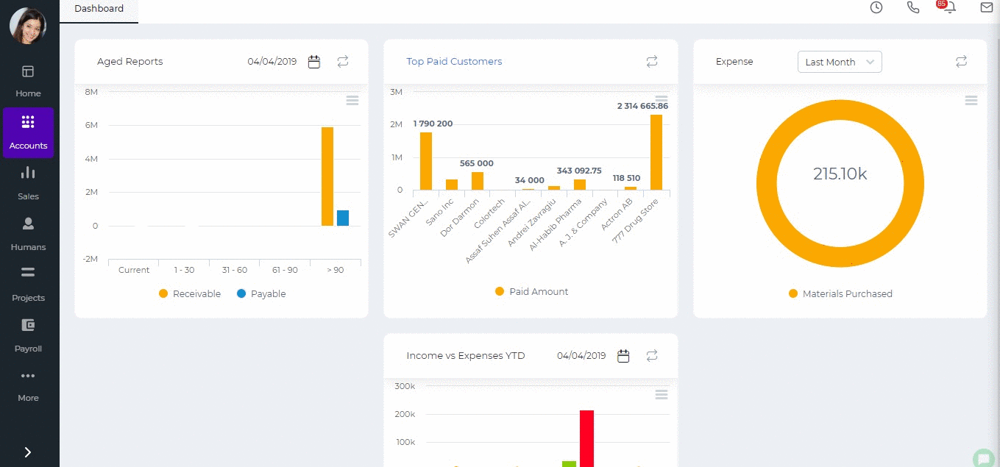 Dashboard
85
Home
Accounts
Sales
Humans
Projects
Payroll
More
Aged Reports
04/04/2019
8M
6M
4M
2M
0
-2M
Current
1 - 30
31 - 60
61 - 90
> 90
Receivable
Payable
Top Paid Customers
3M
2M
1M
0
1 790 200
565 000
34 000
343 092.75
118 510
2 314 665.86
SWAN GEN...
Sano Inc
Dor Darmon
Colortech
Assaf Suhen Assaf Al...
Andrei Zavragiu
Al-Habib Pharma
A. J. & Company
Actron AB
777 Drug Store
Paid Amount
Expense
Last Month
215.10k
Materials Purchased
Income vs Expenses YTD
04/04/2019
300k
200k
100k